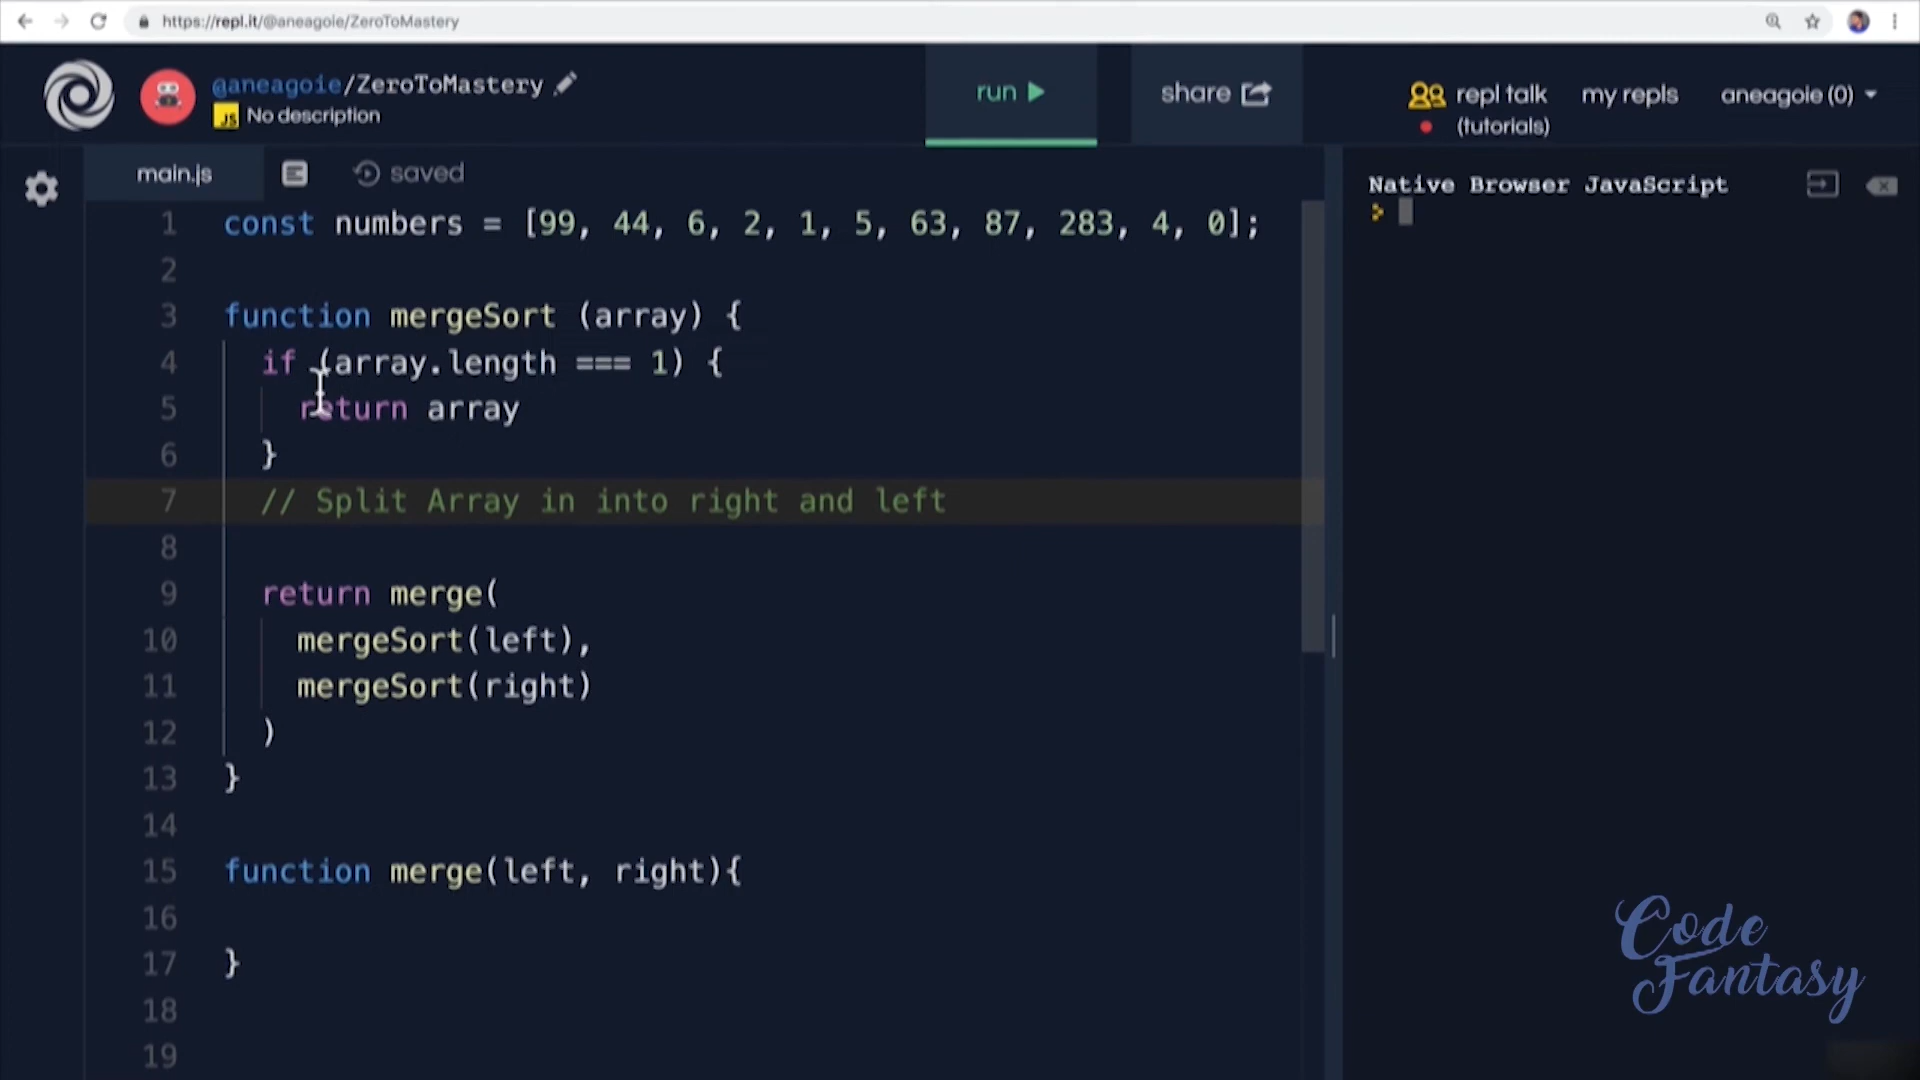 https://repl.it/@aneagoie/ZeroToMastery
@aneagoie/ZeroToMastery
JS No description
run
share
repl talk
(tutorials)
my repls
aneagoie (0)
main.js
saved
Native Browser JavaScript
1 const numbers = [99, 44, 6, 2, 1, 5, 63, 87, 283, 4, 0];
2
3 function mergeSort (array) {
4 if (array.length === 1) {
5 return array
6 }
7 // Split Array in into right and left
8
9 return merge(
10 mergeSort(left),
11 mergeSort(right)
12 )
13 }
14
15 function merge(left, right){
16
17 }
18
19
Code
Fantasy